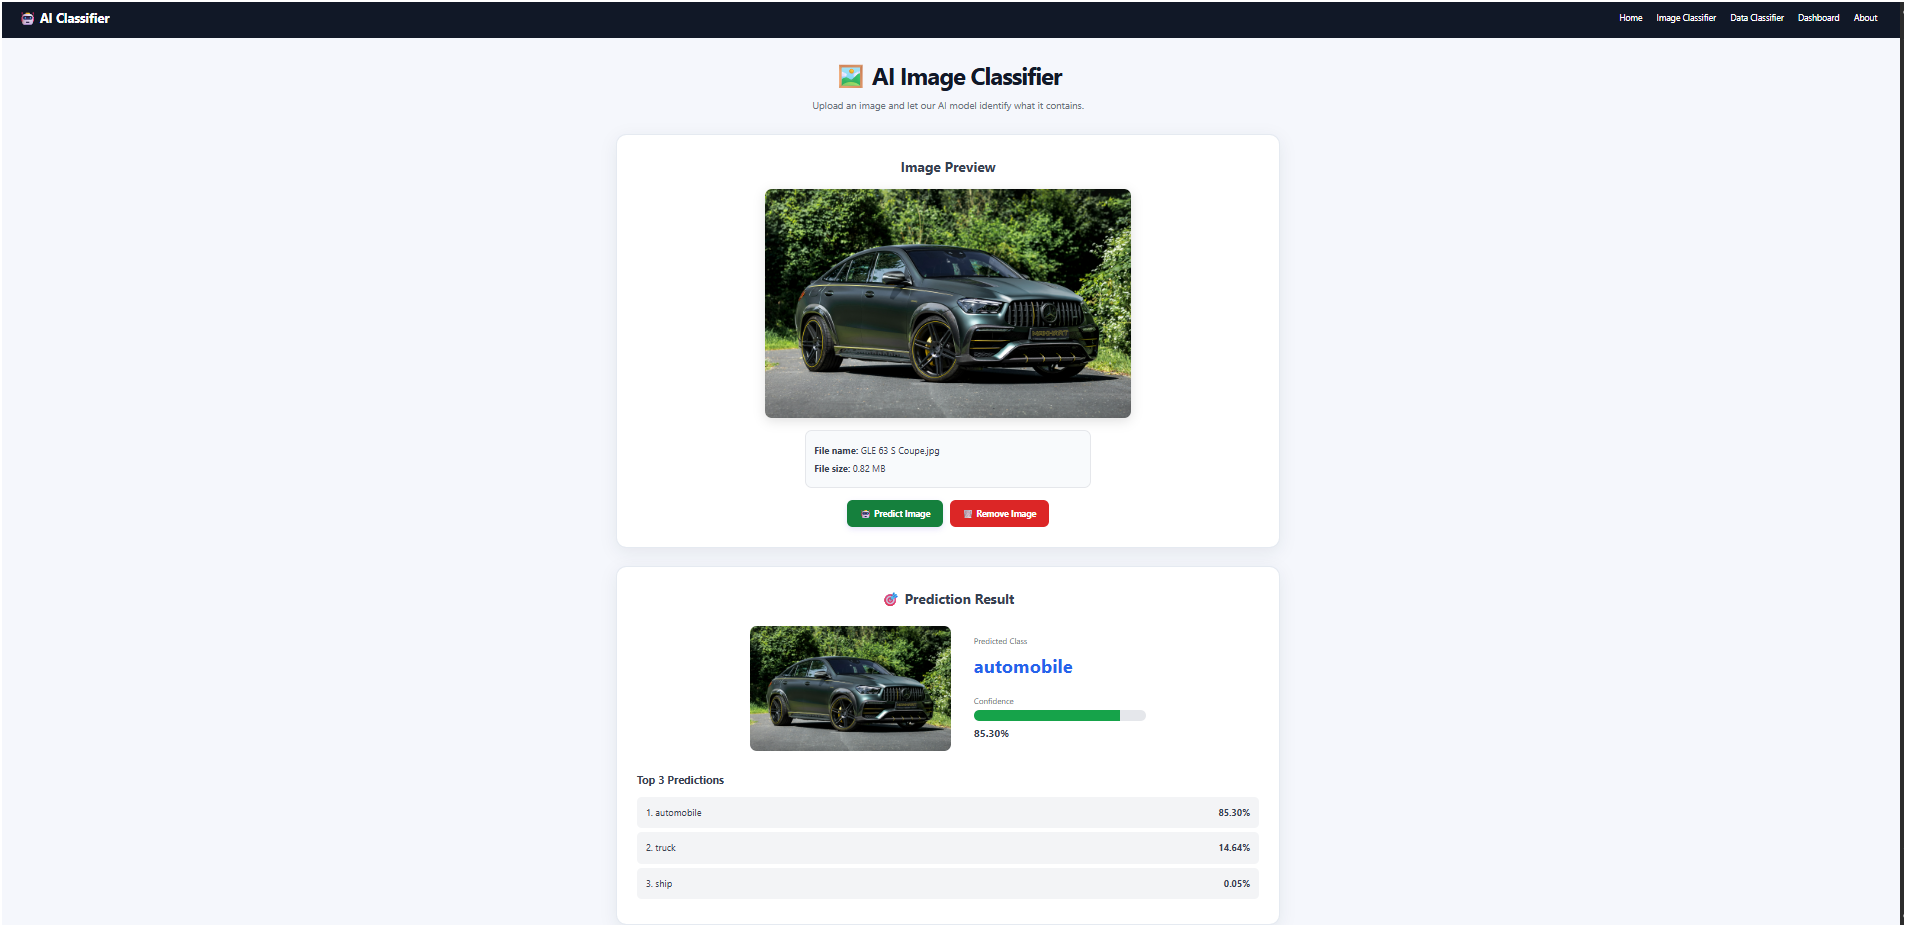 AI Classifier
Home Image Classifier Data Classifier Dashboard About
AI Image Classifier
Upload an image and let our AI model identify what it contains.
Image Preview
MANHART
File name: GLE 63 S Coupe.jpg
File size: 0.82 MB
Predict Image Remove Image
Prediction Result
Predicted Class
automobile
Confidence
85.30%
Top 3 Predictions
1. automobile 85.30%
2. truck 14.64%
3. ship 0.05%